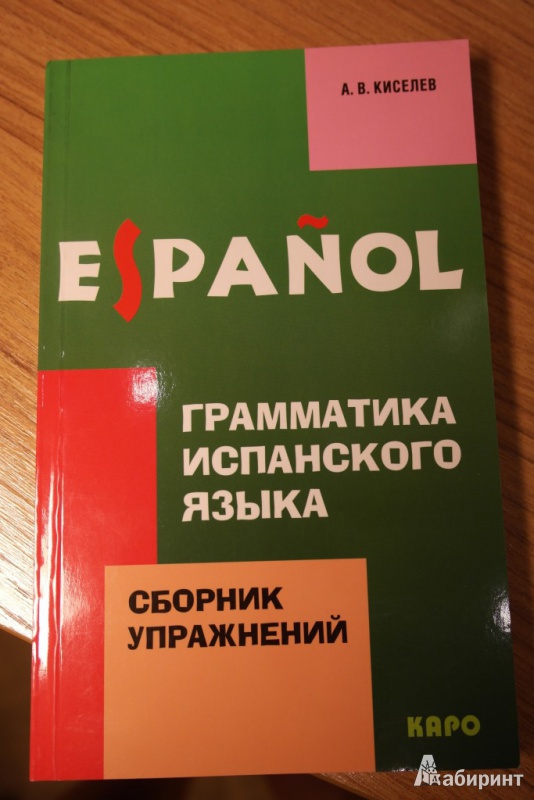 А. В. КИСЕЛЕВ
ESPAÑOL
ГРАММАТИКА
ИСПАНСКОГО
ЯЗЫКА
СБОРНИК
УПРАЖНЕНИЙ
КАРО
Лабиринт